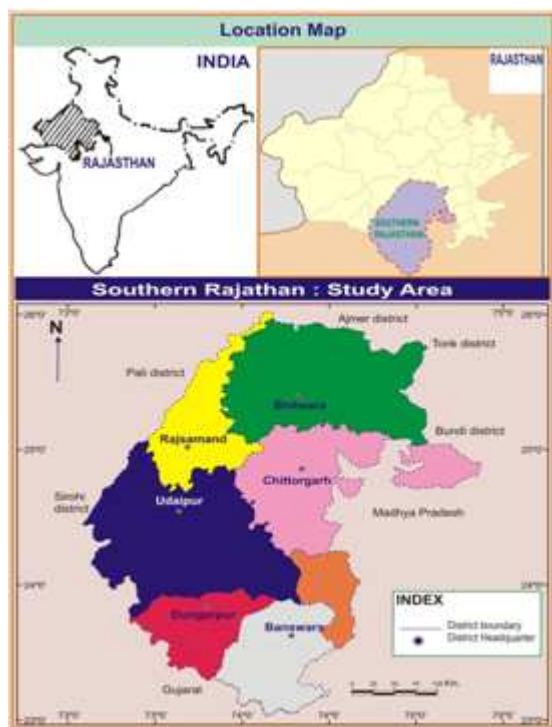 Location Map
INDIA
RAJASTHAN
RAJASTHAN
SOUTHERN
RAJASTHAN
Southern Rajathan : Study Area
N
Ajmer district
Tonk district
Pali district
Bhilwara
Bundi district
Rajsamand
Chittorgarh
Udaipur
Sirohi
district
Madhya Pradesh
INDEX
District boundary
District Headquarter
Dungarpur
Banswara
Gujarat
Km.